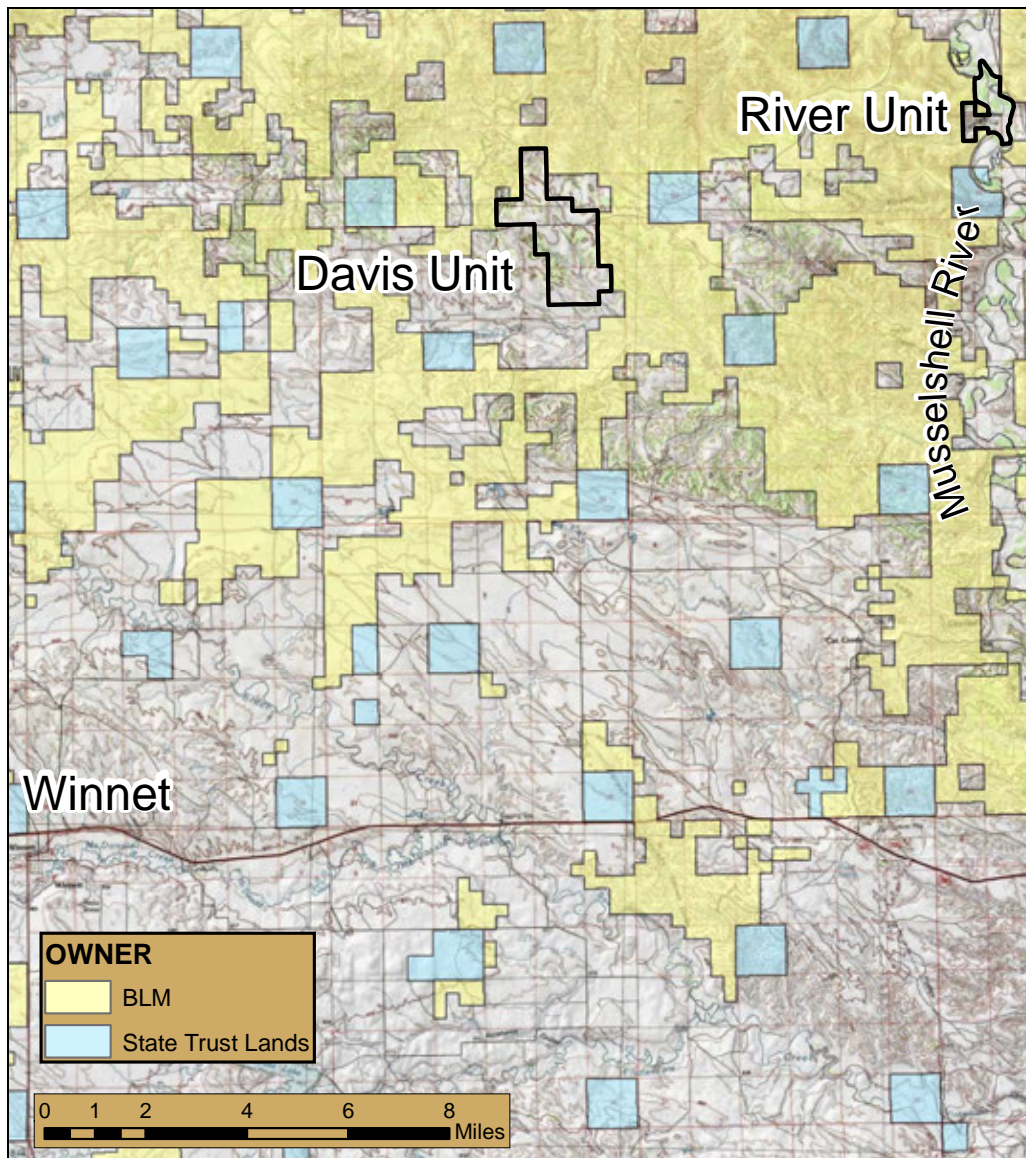 River Unit
Davis Unit
Musselshell River
Winnet
OWNER
BLM
State Trust Lands
0 1 2 4 6 8
Miles